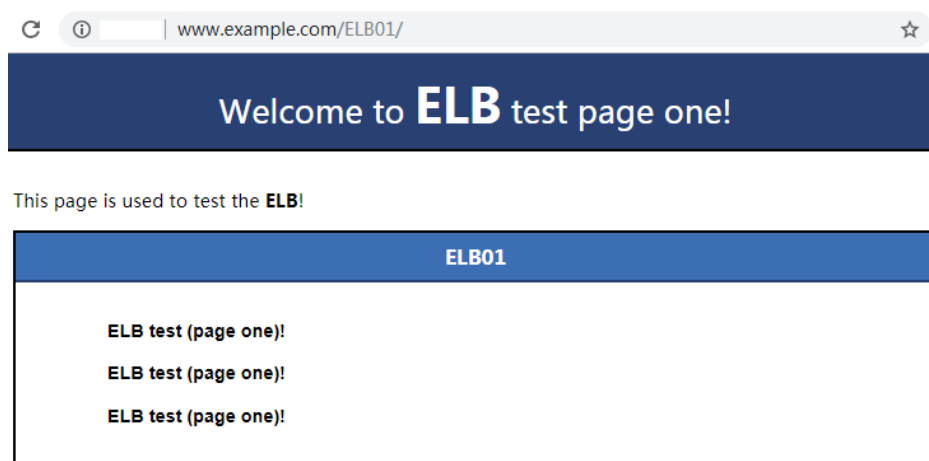 www.example.com/ELB01/
Welcome to ELB test page one!
This page is used to test the ELB!
ELB01
ELB test (page one)!
ELB test (page one)!
ELB test (page one)!